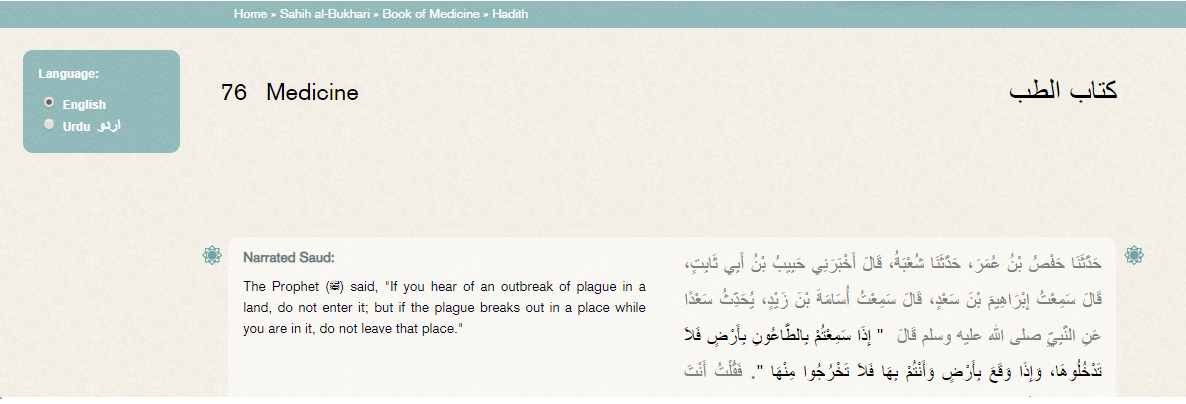 Home » Sahih al-Bukhari » Book of Medicine » Hadith
Language:
English
Urdu اردو
76 Medicine
كتاب الطب
Narrated Saud:
The Prophet (ﷺ) said, "If you hear of an outbreak of plague in a
land, do not enter it; but if the plague breaks out in a place while
you are in it, do not leave that place."
حَدَّثَنَا حَفْصُ بْنُ عُمَرَ، حَدَّثَنَا شُعْبَةُ، قَالَ أَخْبَرَنِي حَبِيبُ بْنُ أَبِي ثَابِتٍ،
قَالَ سَمِعْتُ إِبْرَاهِيمَ بْنَ سَعْدٍ، قَالَ سَمِعْتُ أُسَامَةَ بْنَ زَيْدٍ، يُحَدِّثُ سَعْدًا
عَنِ النَّبِيِّ صلى الله عليه وسلم قَالَ ‏ "‏ إِذَا سَمِعْتُمْ بِالطَّاعُونِ بِأَرْضٍ فَلاَ
تَدْخُلُوهَا، وَإِذَا وَقَعَ بِأَرْضٍ وَأَنْتُمْ بِهَا فَلاَ تَخْرُجُوا مِنْهَا ‏"‏‏.‏ فَقُلْتُ أَنْتَ